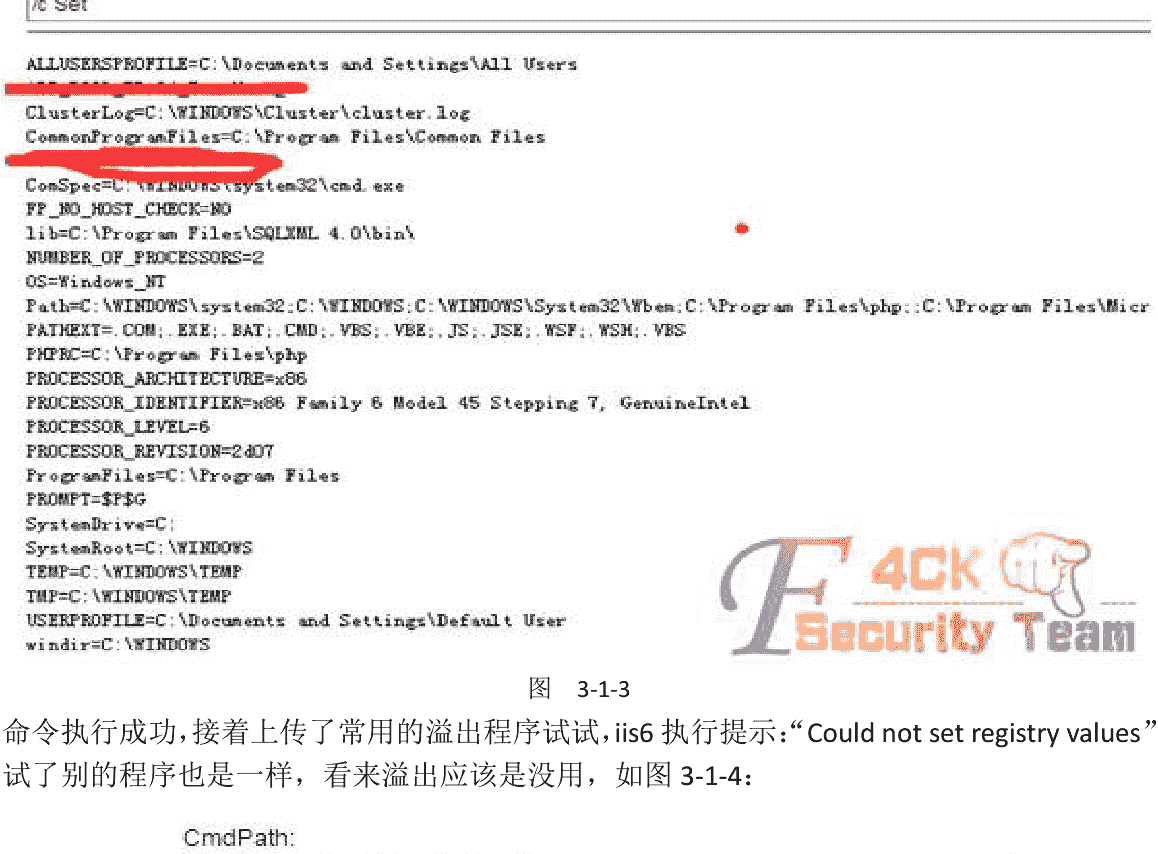 /c Set
ALLUSERSPROFILE=C:\Documents and Settings\All Users
ClusterLog=C:\WINDOWS\Cluster\cluster.log
CommonProgramFiles=C:\Program Files\Common Files
ComSpec=C:\WINDOWS\system32\cmd.exe
FP_NO_HOST_CHECK=NO
lib=C:\Program Files\SQLXML 4.0\bin\
NUMBER_OF_PROCESSORS=2
OS=Windows_NT
Path=C:\WINDOWS\system32;C:\WINDOWS;C:\WINDOWS\System32\Wbem;C:\Program Files\php;;C:\Program Files\Micr
PATHEXT=.COM;.EXE;.BAT;.CMD;.VBS;.VBE;.JS;.JSE;.WSF;.WSH;.VBS
PHPRC=C:\Program Files\php
PROCESSOR_ARCHITECTURE=x86
PROCESSOR_IDENTIFIER=x86 Family 6 Model 45 Stepping 7, GenuineIntel
PROCESSOR_LEVEL=6
PROCESSOR_REVISION=2d07
ProgramFiles=C:\Program Files
PROMPT=$P$G
SystemDrive=C:
SystemRoot=C:\WINDOWS
TEMP=C:\WINDOWS\TEMP
TMP=C:\WINDOWS\TEMP
USERPROFILE=C:\Documents and Settings\Default User
windir=C:\WINDOWS
F4CK
Security Team
图 3-1-3
命令执行成功,接着上传了常用的溢出程序试试,iis6 执行提示:“Could not set registry values”
试了别的程序也是一样，看来溢出应该是没用，如图 3-1-4：
CmdPath: